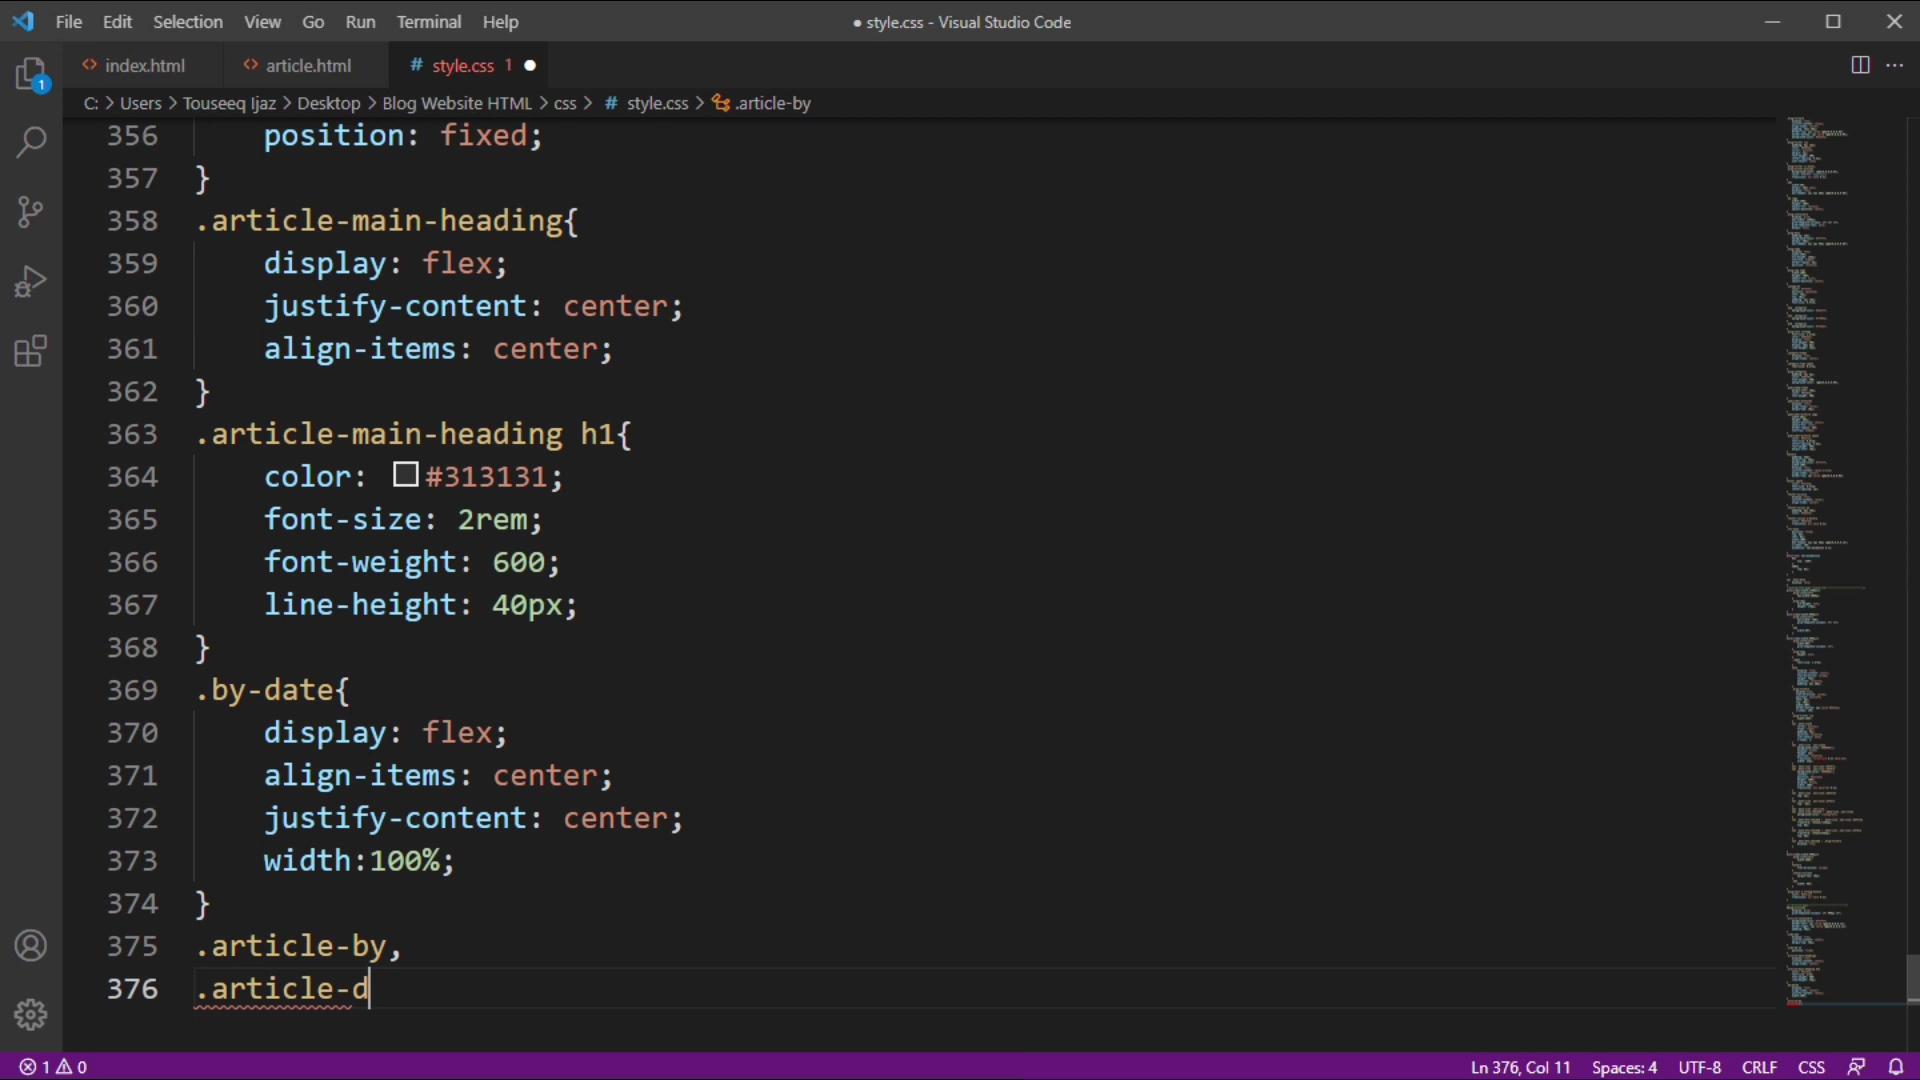 File Edit Selection View Go Run Terminal Help ● style.css - Visual Studio Code
index.html article.html # style.css 1 ●
C: > Users > Touseeq Ijaz > Desktop > Blog Website HTML > css > # style.css > .article-by
1
356 position: fixed;
357 }
358 .article-main-heading{
359 display: flex;
360 justify-content: center;
361 align-items: center;
362 }
363 .article-main-heading h1{
364 color: #313131;
365 font-size: 2rem;
366 font-weight: 600;
367 line-height: 40px;
368 }
369 .by-date{
370 display: flex;
371 align-items: center;
372 justify-content: center;
373 width:100%;
374 }
375 .article-by,
376 .article-d
1 0 Ln 376, Col 11 Spaces: 4 UTF-8 CRLF CSS